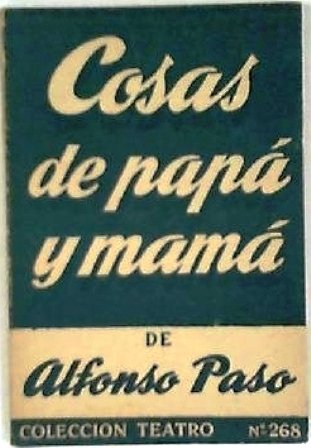 Cosas
de papá
y mamá
DE
Alfonso Paso
COLECCION TEATRO Nº 268